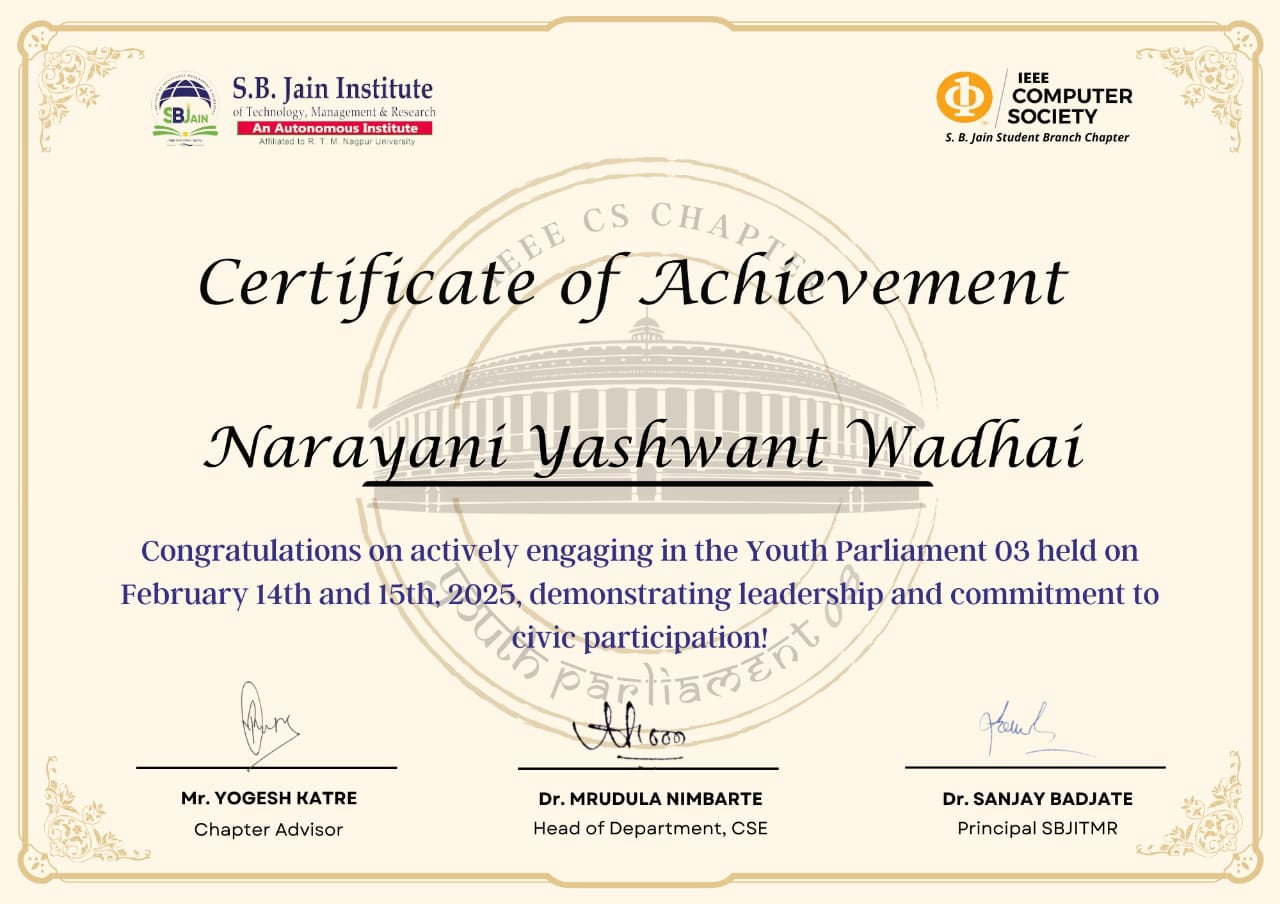 SBJAIN
S.B. Jain Institute
of Technology, Management & Research
An Autonomous Institute
Affiliated to R. T. M. Nagpur University
IEEE
COMPUTER
SOCIETY
S. B. Jain Student Branch Chapter
IEEE CS CHAPTER
Certificate of Achievement
Narayani Yashwant Wadhai
Congratulations on actively engaging in the Youth Parliament 03 held on
February 14th and 15th, 2025, demonstrating leadership and commitment to
civic participation!
Youth Parliament 03
Mr. YOGESH KATRE
Chapter Advisor
Dr. MRUDULA NIMBARTE
Head of Department, CSE
Dr. SANJAY BADJATE
Principal SBJITMR